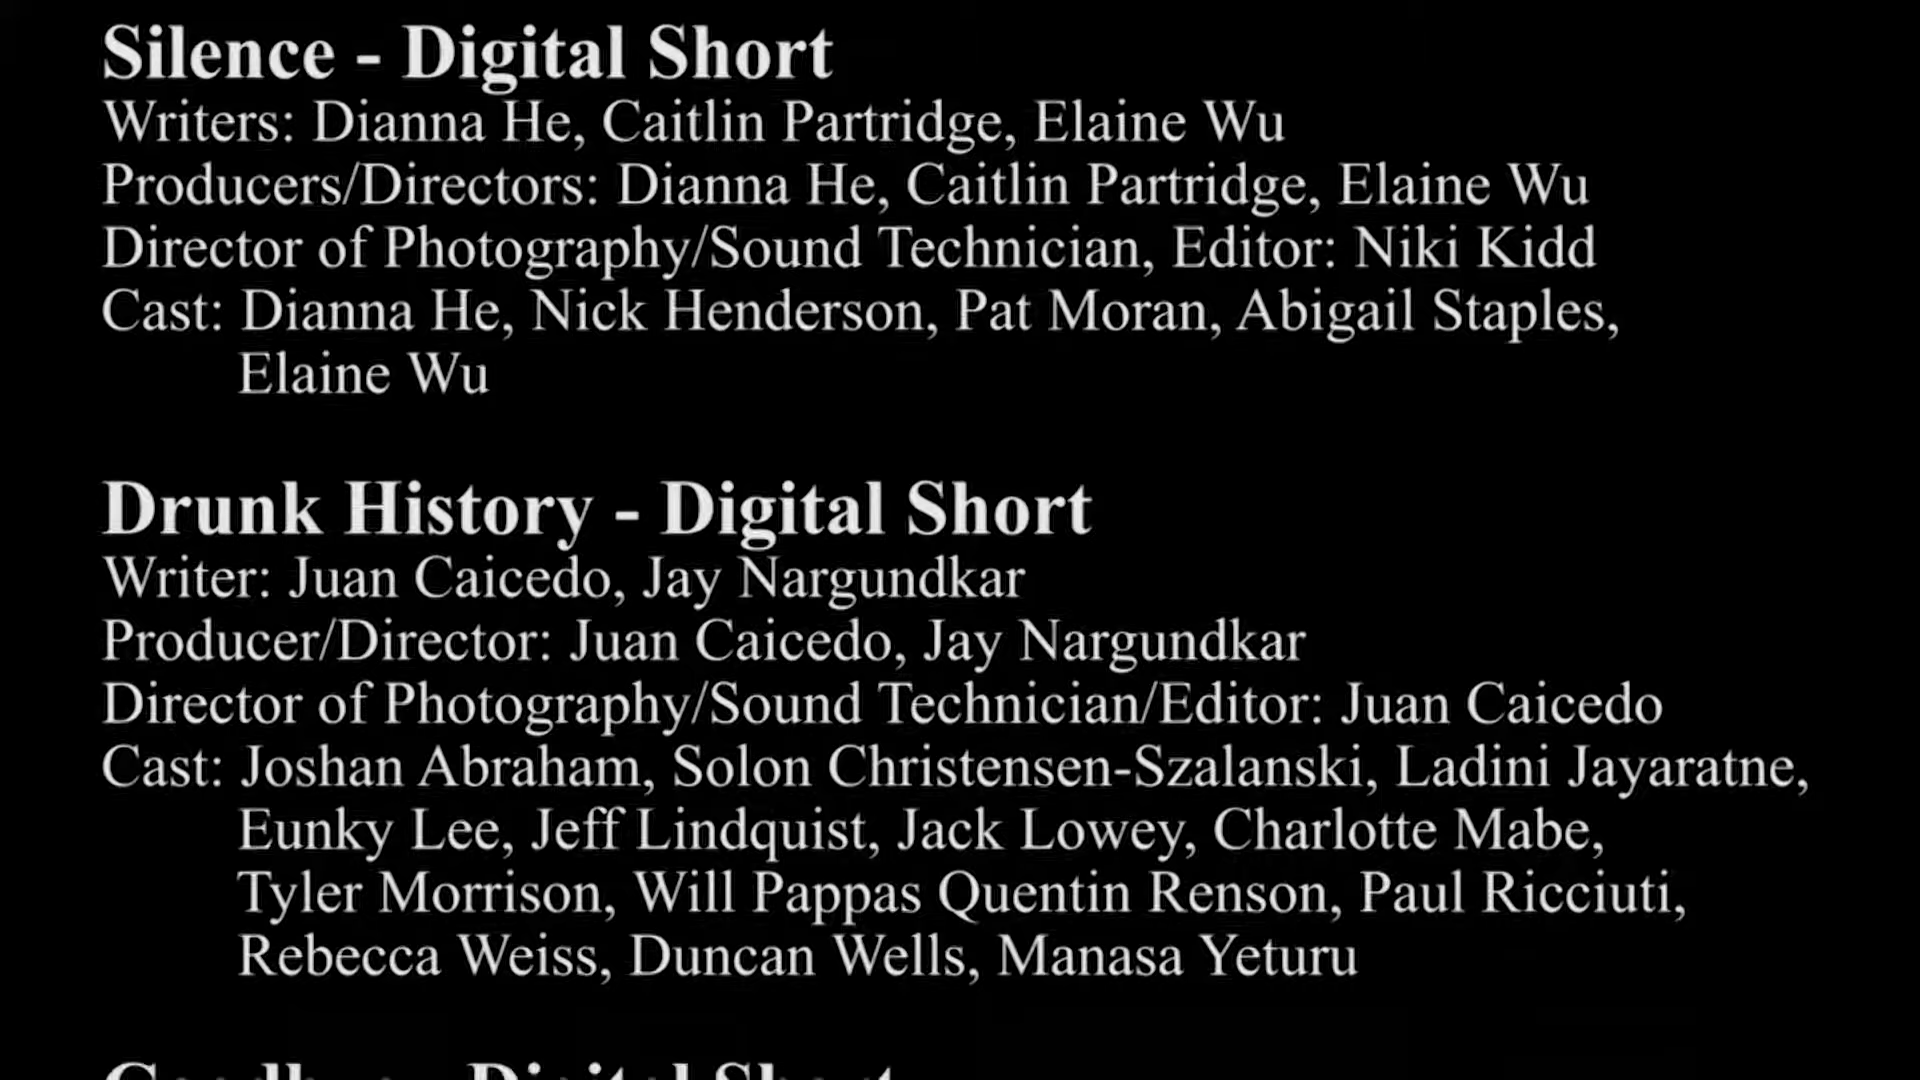 Silence - Digital Short
Writers: Dianna He, Caitlin Partridge, Elaine Wu
Producers/Directors: Dianna He, Caitlin Partridge, Elaine Wu
Director of Photography/Sound Technician, Editor: Niki Kidd
Cast: Dianna He, Nick Henderson, Pat Moran, Abigail Staples,
Elaine Wu
Drunk History - Digital Short
Writer: Juan Caicedo, Jay Nargundkar
Producer/Director: Juan Caicedo, Jay Nargundkar
Director of Photography/Sound Technician/Editor: Juan Caicedo
Cast: Joshan Abraham, Solon Christensen-Szalanski, Ladini Jayaratne,
Eunky Lee, Jeff Lindquist, Jack Lowey, Charlotte Mabe,
Tyler Morrison, Will Pappas Quentin Renson, Paul Ricciuti,
Rebecca Weiss, Duncan Wells, Manasa Yeturu
- Digital Short